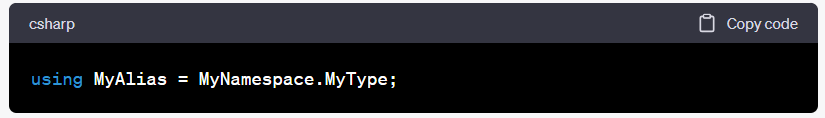 csharp Copy code
using MyAlias = MyNamespace.MyType;